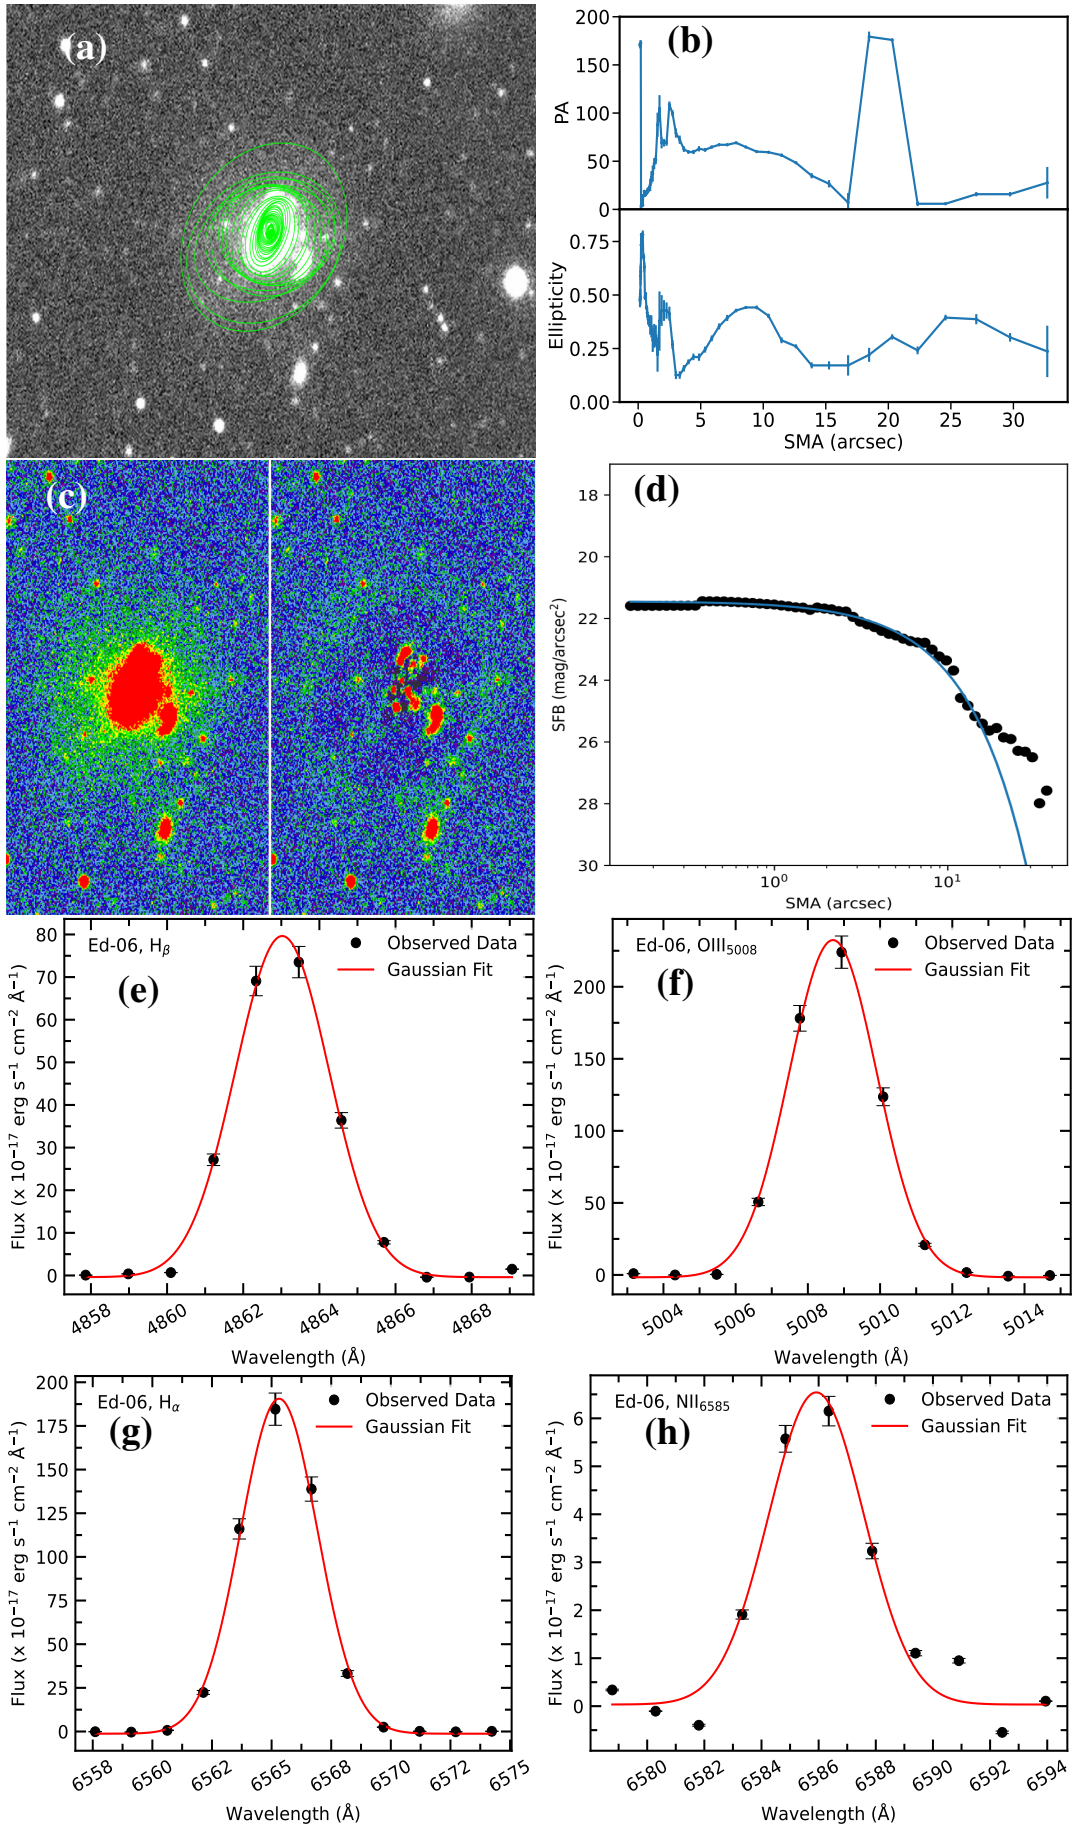 (a)
(b)
200
150
100
50
0
PA
0.75
0.50
0.25
0.00
Ellipticity
0 5 10 15 20 25 30
SMA (arcsec)
(c)
(d)
18
20
22
24
26
28
30
SFB (mag/arcsec²)
10⁰ 10¹
SMA (arcsec)
(e)
Ed-06, Hᵦ
Observed Data
Gaussian Fit
80
70
60
50
40
30
20
10
0
Flux (x 10⁻¹⁷ erg s⁻¹ cm⁻² Å⁻¹)
4858 4860 4862 4864 4866 4868
Wavelength (Å)
(f)
Ed-06, OIII₅₀₀₈
Observed Data
Gaussian Fit
200
150
100
50
0
Flux (x 10⁻¹⁷ erg s⁻¹ cm⁻² Å⁻¹)
5004 5006 5008 5010 5012 5014
Wavelength (Å)
(g)
Ed-06, Hα
Observed Data
Gaussian Fit
200
175
150
125
100
75
50
25
0
Flux (x 10⁻¹⁷ erg s⁻¹ cm⁻² Å⁻¹)
6558 6560 6562 6565 6568 6570 6572 6575
Wavelength (Å)
(h)
Ed-06, NII₆₅₈₅
Observed Data
Gaussian Fit
6
5
4
3
2
1
0
Flux (x 10⁻¹⁷ erg s⁻¹ cm⁻² Å⁻¹)
6580 6582 6584 6586 6588 6590 6592 6594
Wavelength (Å)